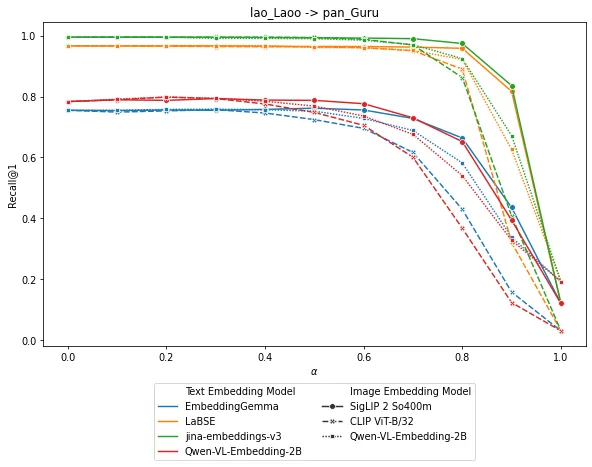 lao_Laoo -> pan_Guru
Recall@1
1.0
0.8
0.6
0.4
0.2
0.0
0.0 0.2 0.4 0.6 0.8 1.0
α
Text Embedding Model
EmbeddingGemma
LaBSE
jina-embeddings-v3
Qwen-VL-Embedding-2B
Image Embedding Model
SigLIP 2 So400m
CLIP ViT-B/32
Qwen-VL-Embedding-2B